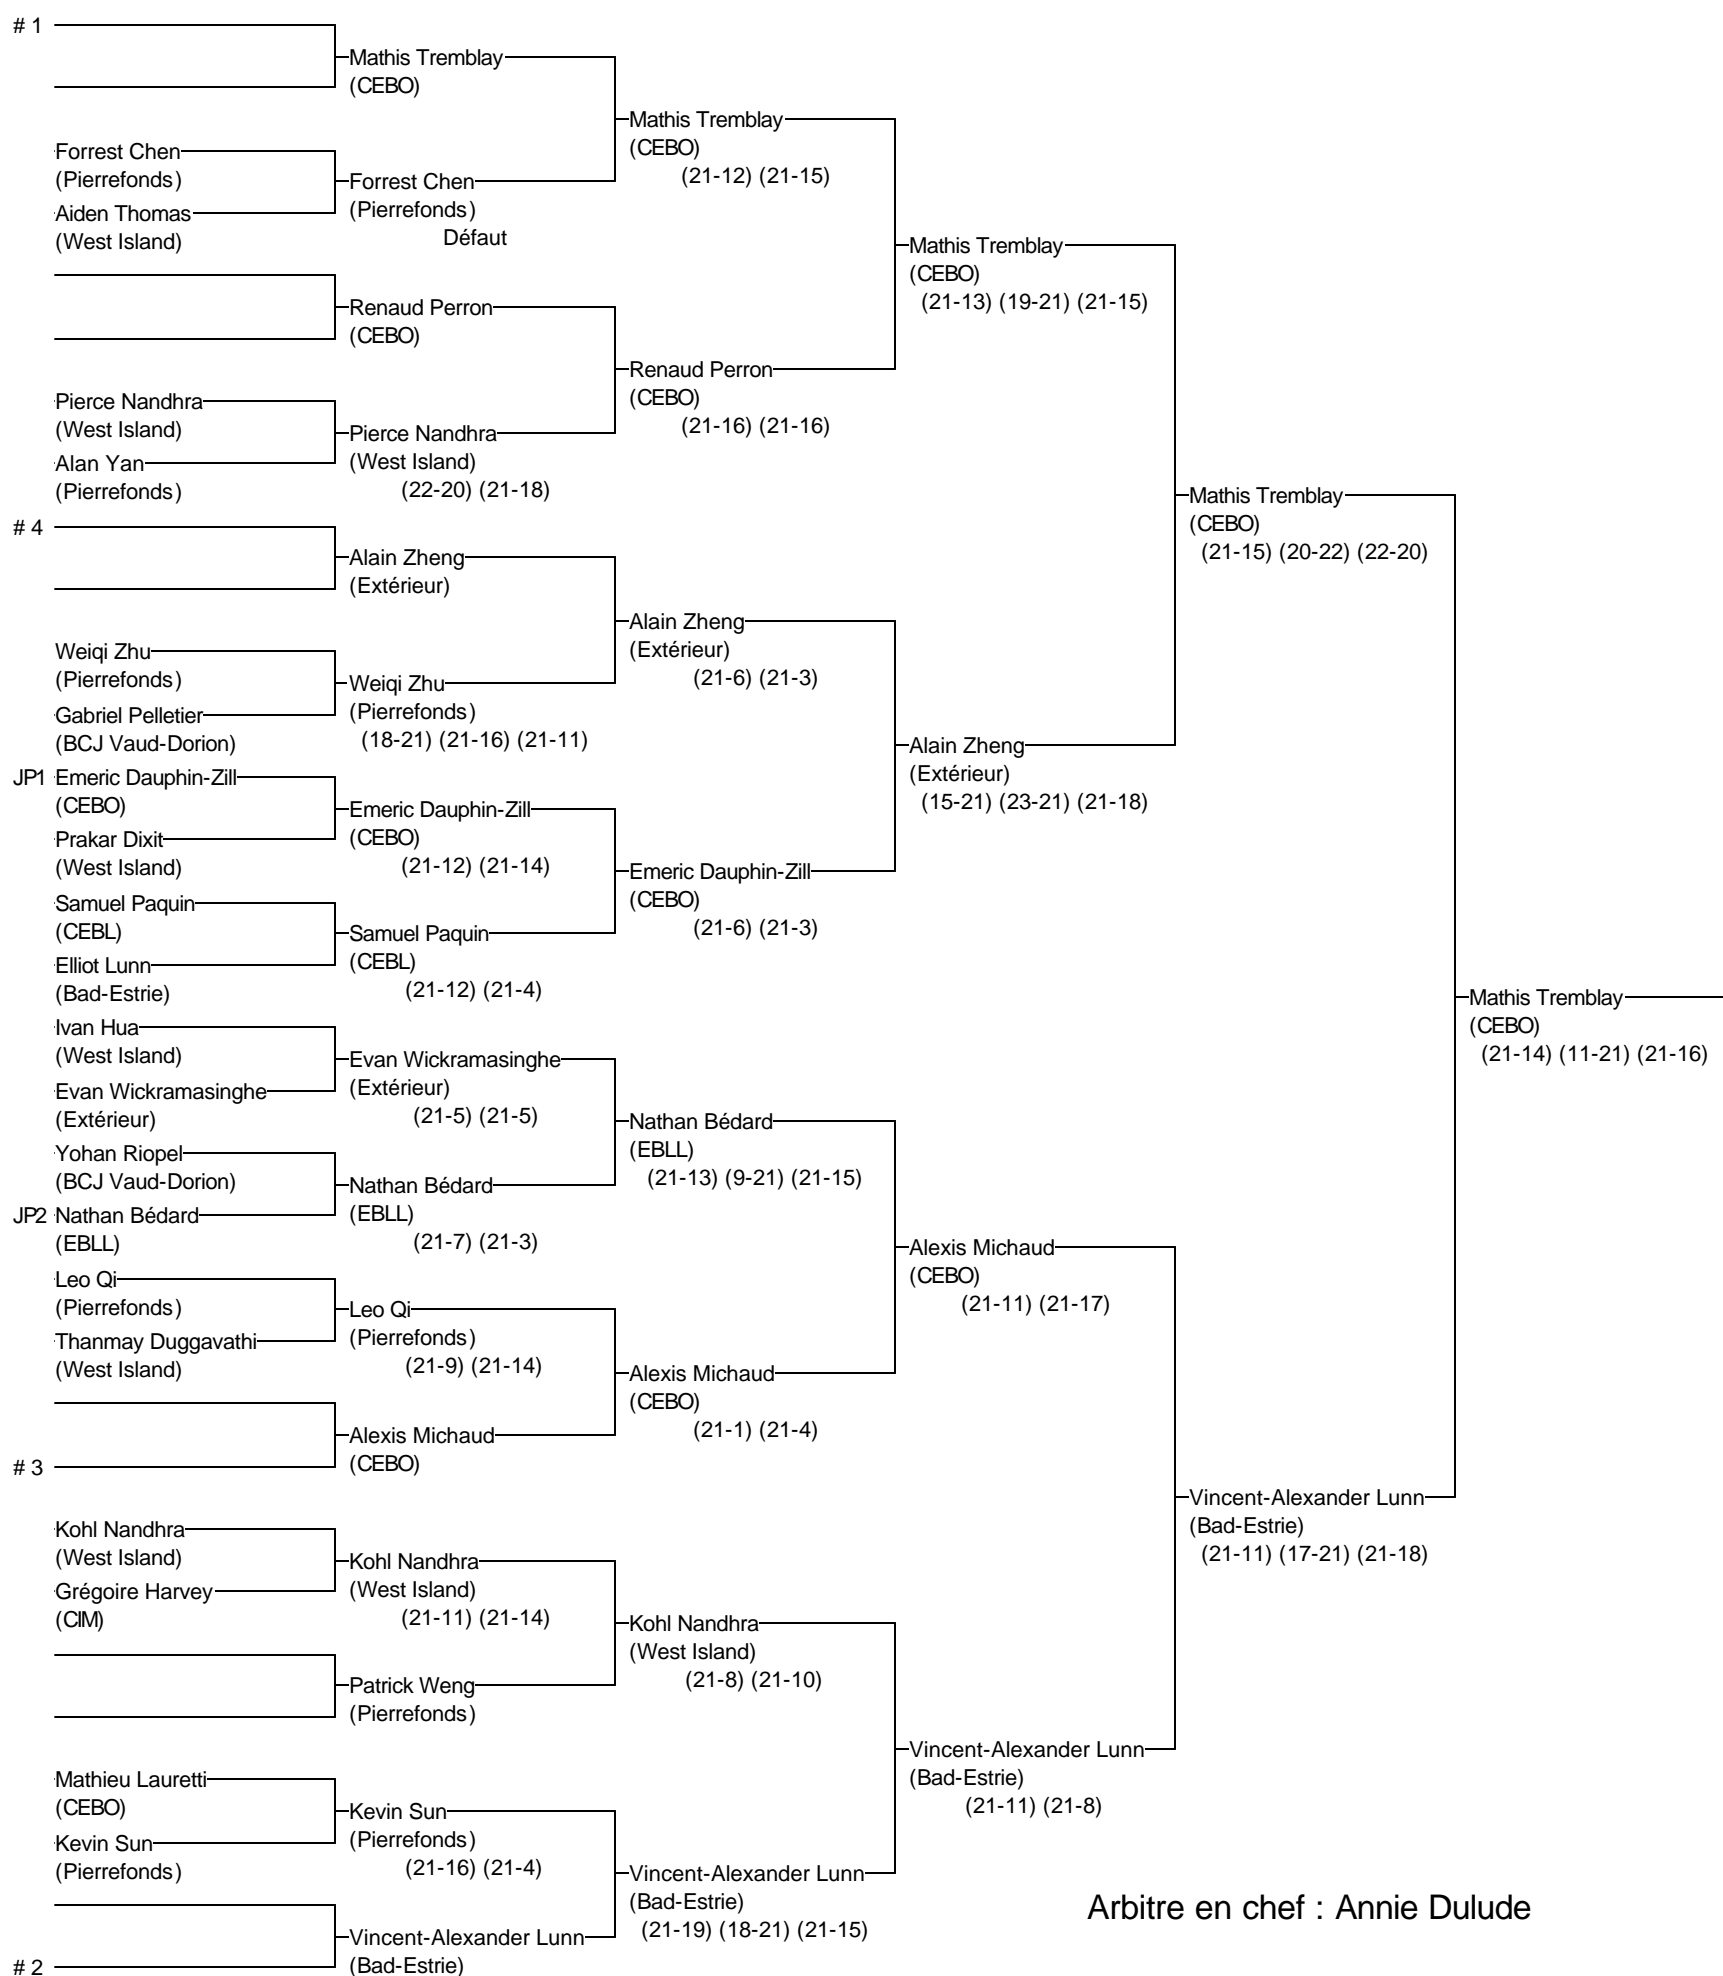 # 1
Mathis Tremblay
(CEBO)
Mathis Tremblay
(CEBO)
(21-12) (21-15)
Forrest Chen
(Pierrefonds)
Forrest Chen
(Pierrefonds)
Défaut
Aiden Thomas
(West Island)
Mathis Tremblay
(CEBO)
(21-13) (19-21) (21-15)
Renaud Perron
(CEBO)
Renaud Perron
(CEBO)
(21-16) (21-16)
Pierce Nandhra
(West Island)
Pierce Nandhra
(West Island)
(22-20) (21-18)
Alan Yan
(Pierrefonds)
Mathis Tremblay
(CEBO)
(21-15) (20-22) (22-20)
# 4
Alain Zheng
(Extérieur)
Alain Zheng
(Extérieur)
(21-6) (21-3)
Weiqi Zhu
(Pierrefonds)
Weiqi Zhu
(Pierrefonds)
(18-21) (21-16) (21-11)
Gabriel Pelletier
(BCJ Vaud-Dorion)
Alain Zheng
(Extérieur)
(15-21) (23-21) (21-18)
JP1 Emeric Dauphin-Zill
(CEBO)
Emeric Dauphin-Zill
(CEBO)
(21-12) (21-14)
Prakar Dixit
(West Island)
Emeric Dauphin-Zill
(CEBO)
(21-6) (21-3)
Samuel Paquin
(CEBL)
Samuel Paquin
(CEBL)
(21-12) (21-4)
Elliot Lunn
(Bad-Estrie)
Mathis Tremblay
(CEBO)
(21-14) (11-21) (21-16)
Ivan Hua
(West Island)
Evan Wickramasinghe
(Extérieur)
(21-5) (21-5)
Evan Wickramasinghe
(Extérieur)
Nathan Bédard
(EBLL)
(21-13) (9-21) (21-15)
Yohan Riopel
(BCJ Vaud-Dorion)
Nathan Bédard
(EBLL)
(21-7) (21-3)
JP2 Nathan Bédard
(EBLL)
Alexis Michaud
(CEBO)
(21-11) (21-17)
Leo Qi
(Pierrefonds)
Leo Qi
(Pierrefonds)
(21-9) (21-14)
Thanmay Duggavathi
(West Island)
Alexis Michaud
(CEBO)
(21-1) (21-4)
Alexis Michaud
(CEBO)
# 3
Vincent-Alexander Lunn
(Bad-Estrie)
(21-11) (17-21) (21-18)
Kohl Nandhra
(West Island)
Kohl Nandhra
(West Island)
(21-11) (21-14)
Grégoire Harvey
(CIM)
Kohl Nandhra
(West Island)
(21-8) (21-10)
Patrick Weng
(Pierrefonds)
Vincent-Alexander Lunn
(Bad-Estrie)
(21-11) (21-8)
Mathieu Lauretti
(CEBO)
Kevin Sun
(Pierrefonds)
(21-16) (21-4)
Kevin Sun
(Pierrefonds)
Vincent-Alexander Lunn
(Bad-Estrie)
(21-19) (18-21) (21-15)
Vincent-Alexander Lunn
(Bad-Estrie)
# 2
Arbitre en chef : Annie Dulude